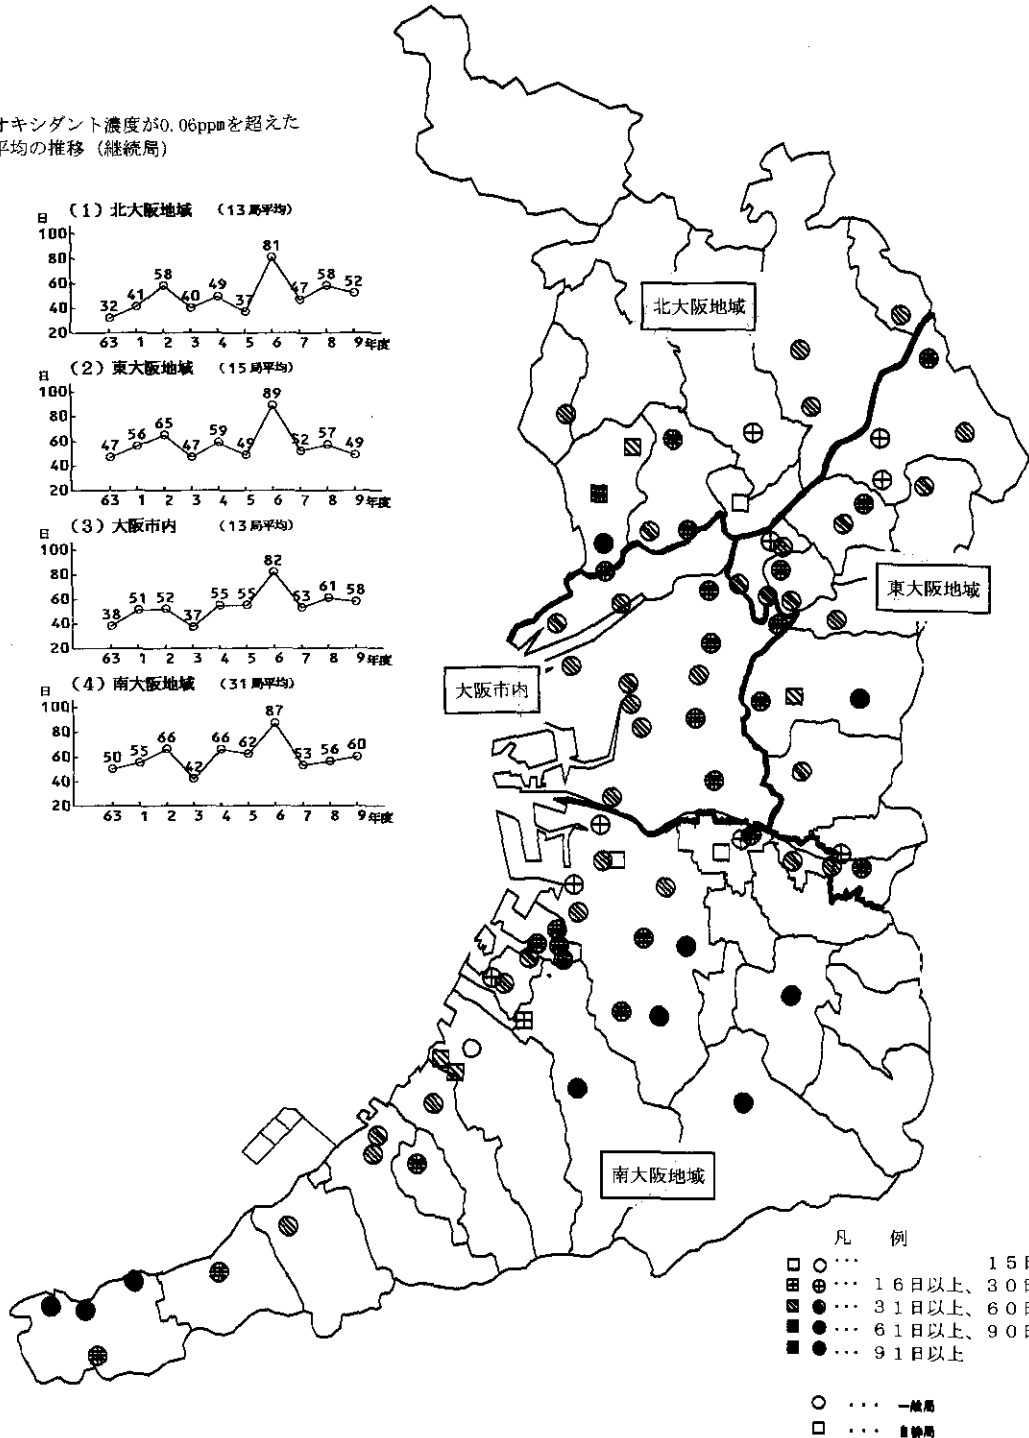 オキシダント濃度が0.06ppmを超えた
平均の推移（継続局）
(1) 北大阪地域 （13局平均）
日
100
80
60
40
20
32 41 58 40 49 37 81 47 58 52
63 1 2 3 4 5 6 7 8 9年度
(2) 東大阪地域 （15局平均）
日
100
80
60
40
20
47 56 65 47 59 49 89 52 57 49
63 1 2 3 4 5 6 7 8 9年度
(3) 大阪市内 （13局平均）
日
100
80
60
40
20
38 51 52 37 55 55 82 53 61 58
63 1 2 3 4 5 6 7 8 9年度
(4) 南大阪地域 （31局平均）
日
100
80
60
40
20
50 55 66 42 66 62 87 53 56 60
63 1 2 3 4 5 6 7 8 9年度
北大阪地域
東大阪地域
大阪市内
南大阪地域
凡 例
□ ○ … 15日
⊞ ⊕ … 16日以上、30日
… 31日以上、60日
… 61日以上、90日
■ ● … 91日以上
○ … 一般局
□ … 自排局